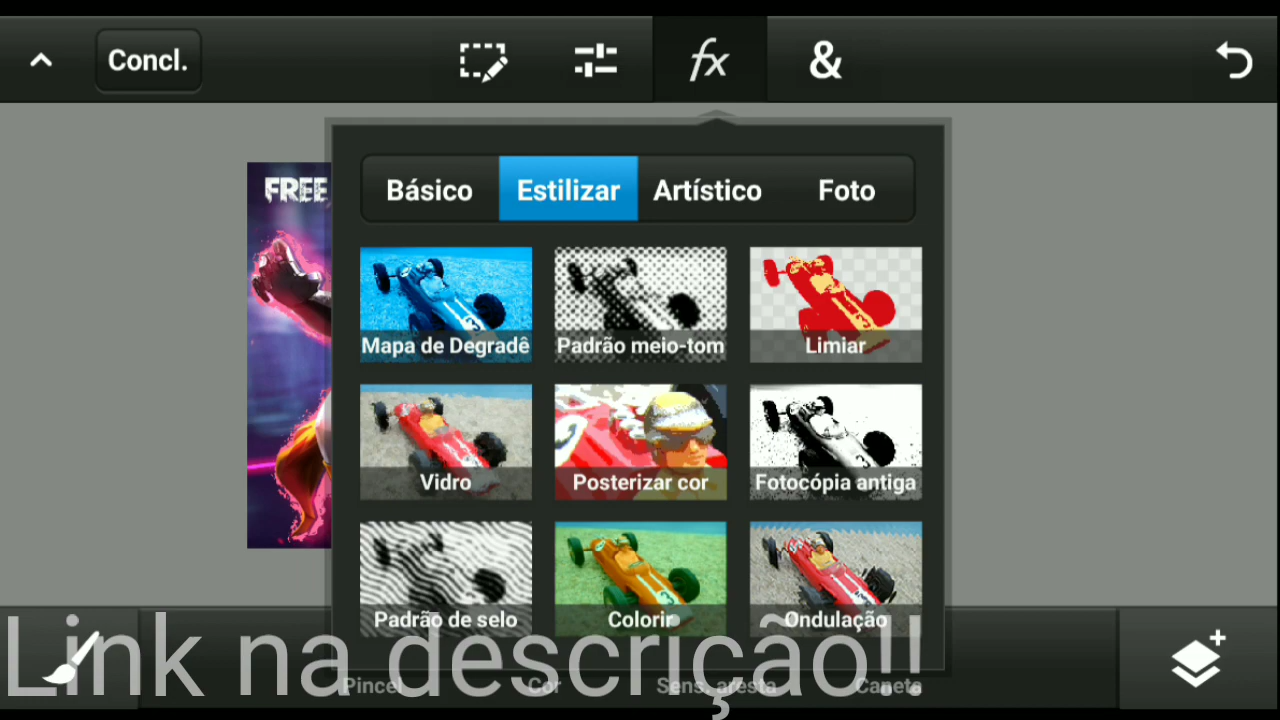 Concl.
fx
&
FREE
Básico Estilizar Artístico Foto
Mapa de Degradê Padrão meio-tom Limiar
Vidro Posterizar cor Fotocópia antiga
Padrão de selo Colorir Ondulação
Link na descrição!!
Pincel Cor Sens. aresta Caneta